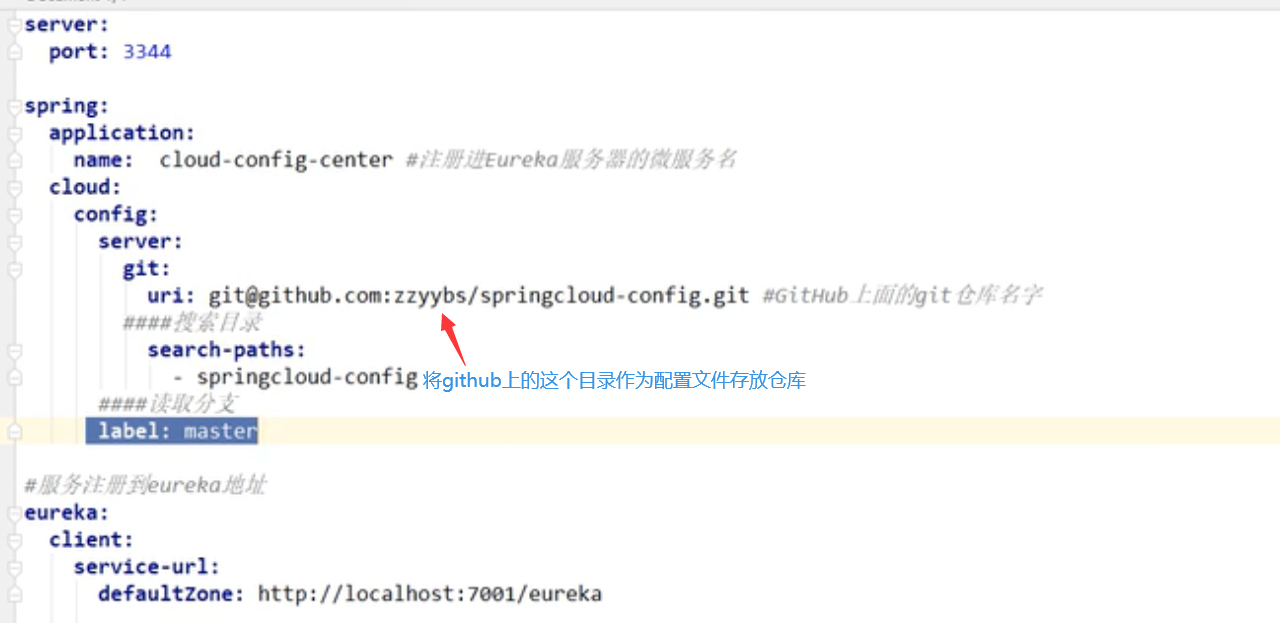 server:
port: 3344
spring:
application:
name: cloud-config-center #注册进Eureka服务器的微服务名
cloud:
config:
server:
git:
uri: git@github.com:zzyybs/springcloud-config.git #GitHub上面的git仓库名字
####搜索目录
search-paths:
- springcloud-config 将github上的这个目录作为配置文件存放仓库
####读取分支
label: master
#服务注册到eureka地址
eureka:
client:
service-url:
defaultZone: http://localhost:7001/eureka